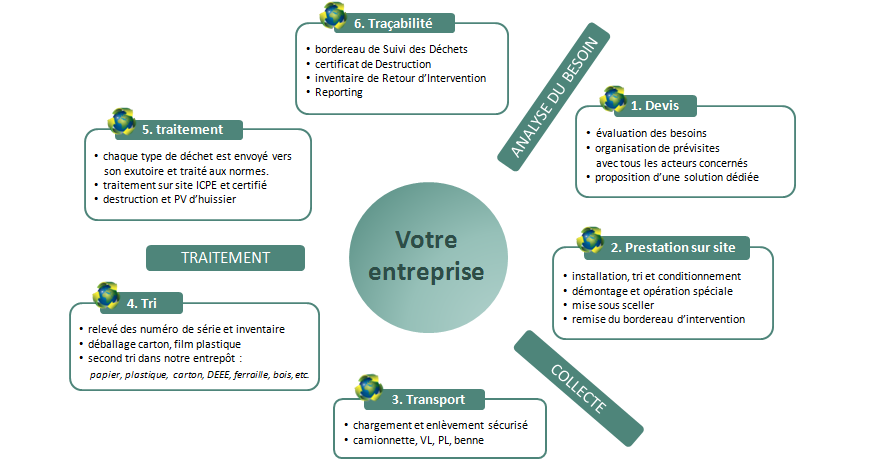 6. Traçabilité
• bordereau de Suivi des Déchets
• certificat de Destruction
• inventaire de Retour d'Intervention
• Reporting
ANALYSE DU BESOIN
1. Devis
• évaluation des besoins
• organisation de prévisites
avec tous les acteurs concernés
• proposition d'une solution dédiée
2. Prestation sur site
• installation, tri et conditionnement
• démontage et opération spéciale
• mise sous sceller
• remise du bordereau d'intervention
COLLECTE
3. Transport
• chargement et enlèvement sécurisé
• camionnette, VL, PL, benne
4. Tri
• relevé des numéro de série et inventaire
• déballage carton, film plastique
• second tri dans notre entrepôt :
papier, plastique, carton, DEEE, ferraille, bois, etc.
TRAITEMENT
5. traitement
• chaque type de déchet est envoyé vers
son exutoire et traité aux normes.
• traitement sur site ICPE et certifié
• destruction et PV d'huissier
Votre
entreprise